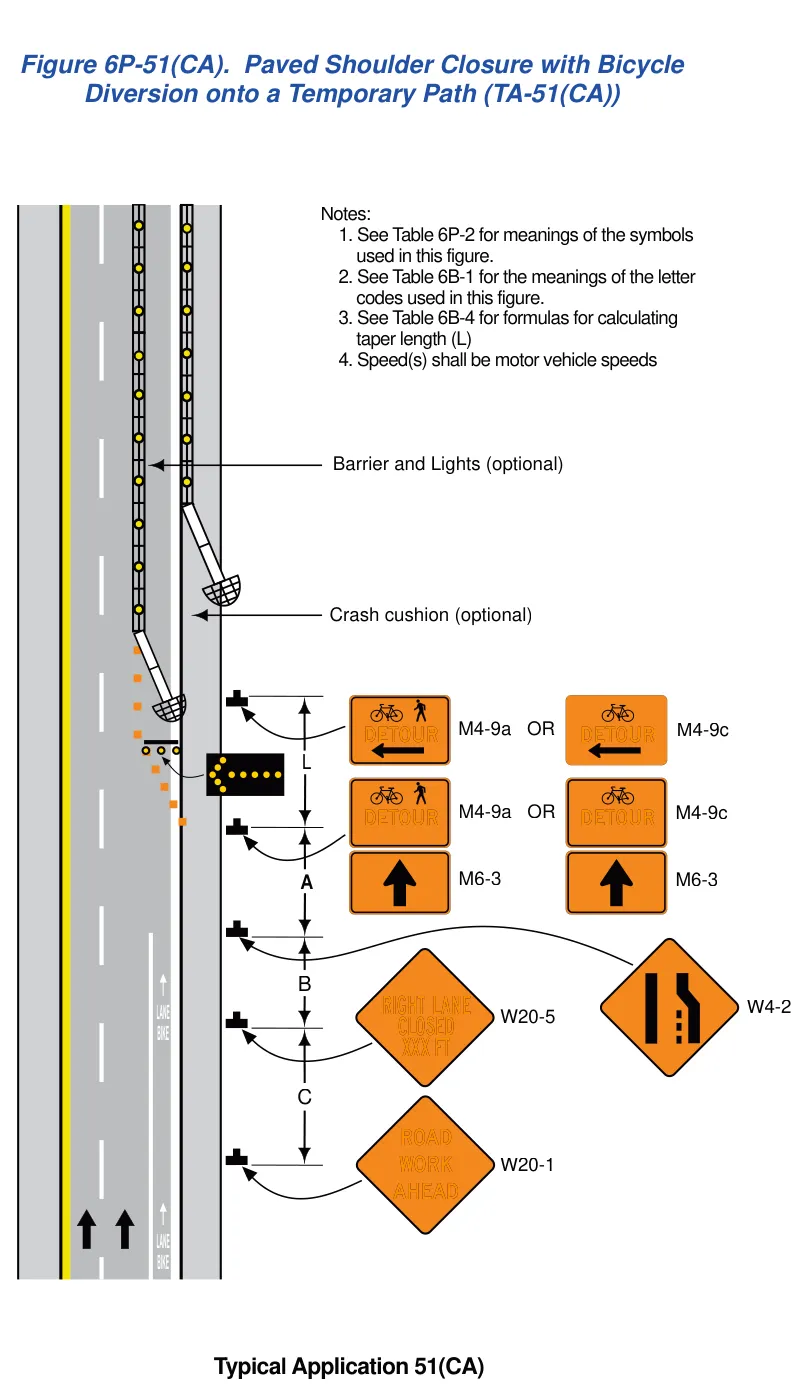 Figure 6P-51(CA). Paved Shoulder Closure with Bicycle
Diversion onto a Temporary Path (TA-51(CA))
Notes:
1. See Table 6P-2 for meanings of the symbols
used in this figure.
2. See Table 6B-1 for the meanings of the letter
codes used in this figure.
3. See Table 6B-4 for formulas for calculating
taper length (L)
4. Speed(s) shall be motor vehicle speeds
Barrier and Lights (optional)
Crash cushion (optional)
DETOUR
M4-9a OR
DETOUR
M4-9c
L
DETOUR
M4-9a OR
DETOUR
M4-9c
A
M6-3
M6-3
B
RIGHT LANE
CLOSED
XXX FT
W20-5
W4-2
LANE
BIKE
C
ROAD
WORK
AHEAD
W20-1
LANE
BIKE
Typical Application 51(CA)